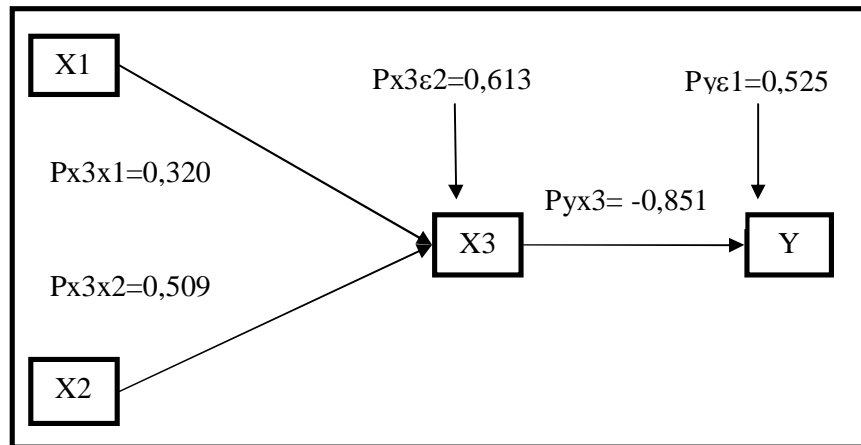 X1
Px3ε2=0,613
Pyε1=0,525
Px3x1=0,320
Pyx3= -0,851
X3
Y
Px3x2=0,509
X2